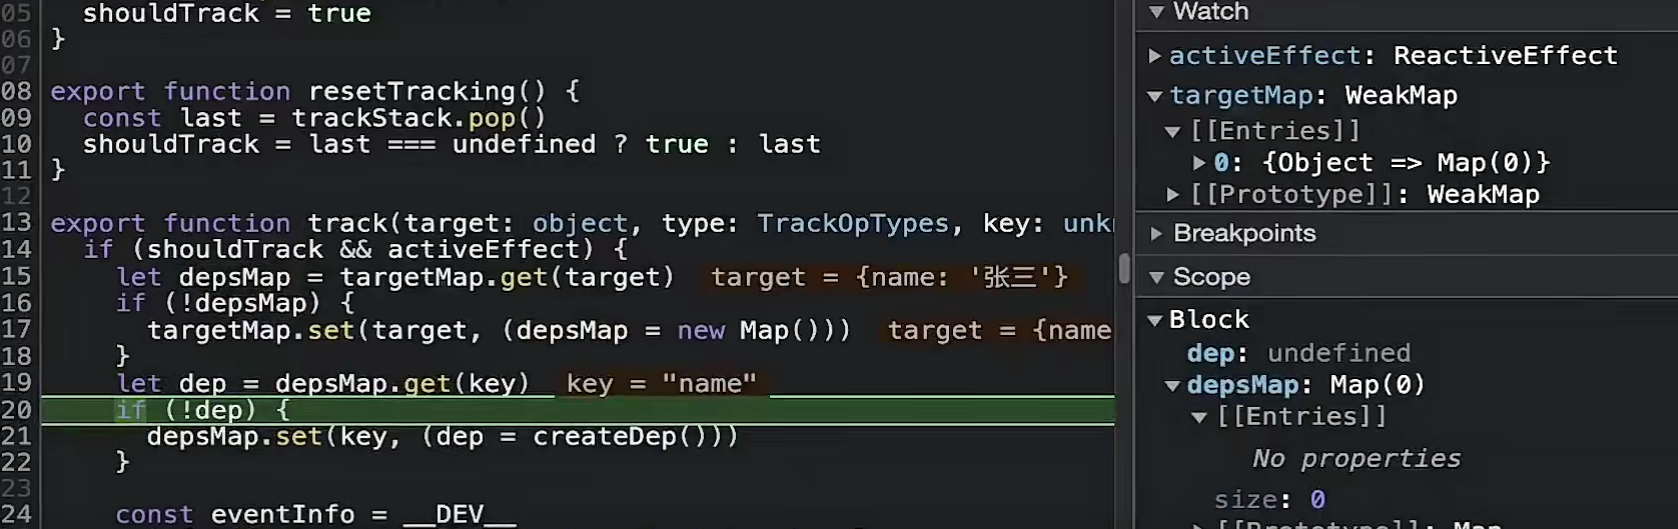 05 shouldTrack = true
06 }
07
08 export function resetTracking() {
09 const last = trackStack.pop()
10 shouldTrack = last === undefined ? true : last
11 }
12
13 export function track(target: object, type: TrackOpTypes, key: unk
14 if (shouldTrack && activeEffect) {
15 let depsMap = targetMap.get(target) target = {name: '张三'}
16 if (!depsMap) {
17 targetMap.set(target, (depsMap = new Map())) target = {name
18 }
19 let dep = depsMap.get(key) key = "name"
20 if (!dep) {
21 depsMap.set(key, (dep = createDep()))
22 }
23
24 const eventInfo = __DEV__
Watch
activeEffect: ReactiveEffect
targetMap: WeakMap
[[Entries]]
0: {Object => Map(0)}
[[Prototype]]: WeakMap
Breakpoints
Scope
Block
dep: undefined
depsMap: Map(0)
[[Entries]]
No properties
size: 0
[[Prototype]]: Map